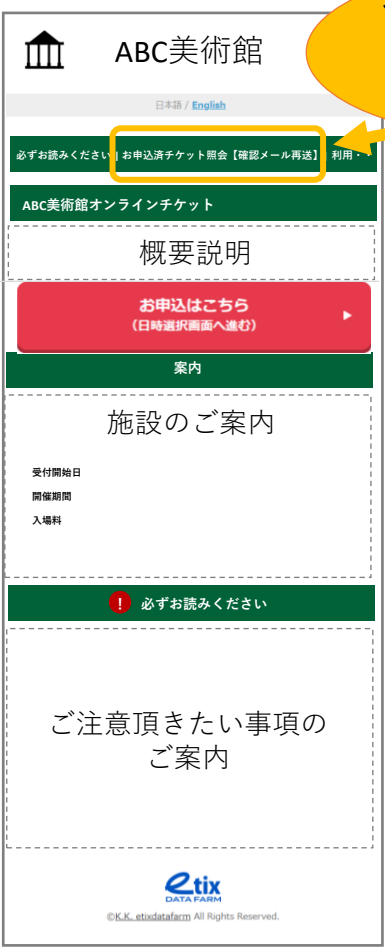 ABC美術館
日本語 / English
必ずお読みください | お申込済チケット照会【確認メール再送】 | 利用・
ABC美術館オンラインチケット
概要説明
お申込はこちら
(日時選択画面へ進む)
案内
施設のご案内
受付開始日
開催期間
入場料
! 必ずお読みください
ご注意頂きたい事項の
ご案内
etix
DATA FARM
©K.K. etixdatafarm All Rights Reserved.